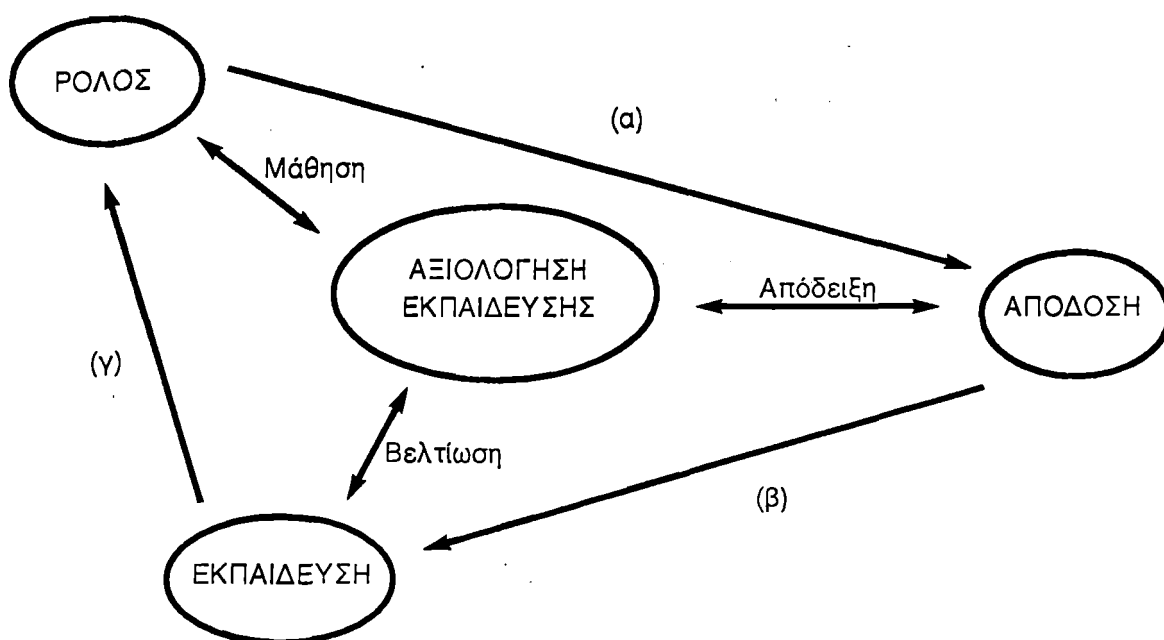 ΡΟΛΟΣ
(α)
Μάθηση
ΑΞΙΟΛΟΓΗΣΗ
ΕΚΠΑΙΔΕΥΣΗΣ
Απόδειξη
ΑΠΟΔΟΣΗ
(γ)
Βελτίωση
(β)
ΕΚΠΑΙΔΕΥΣΗ